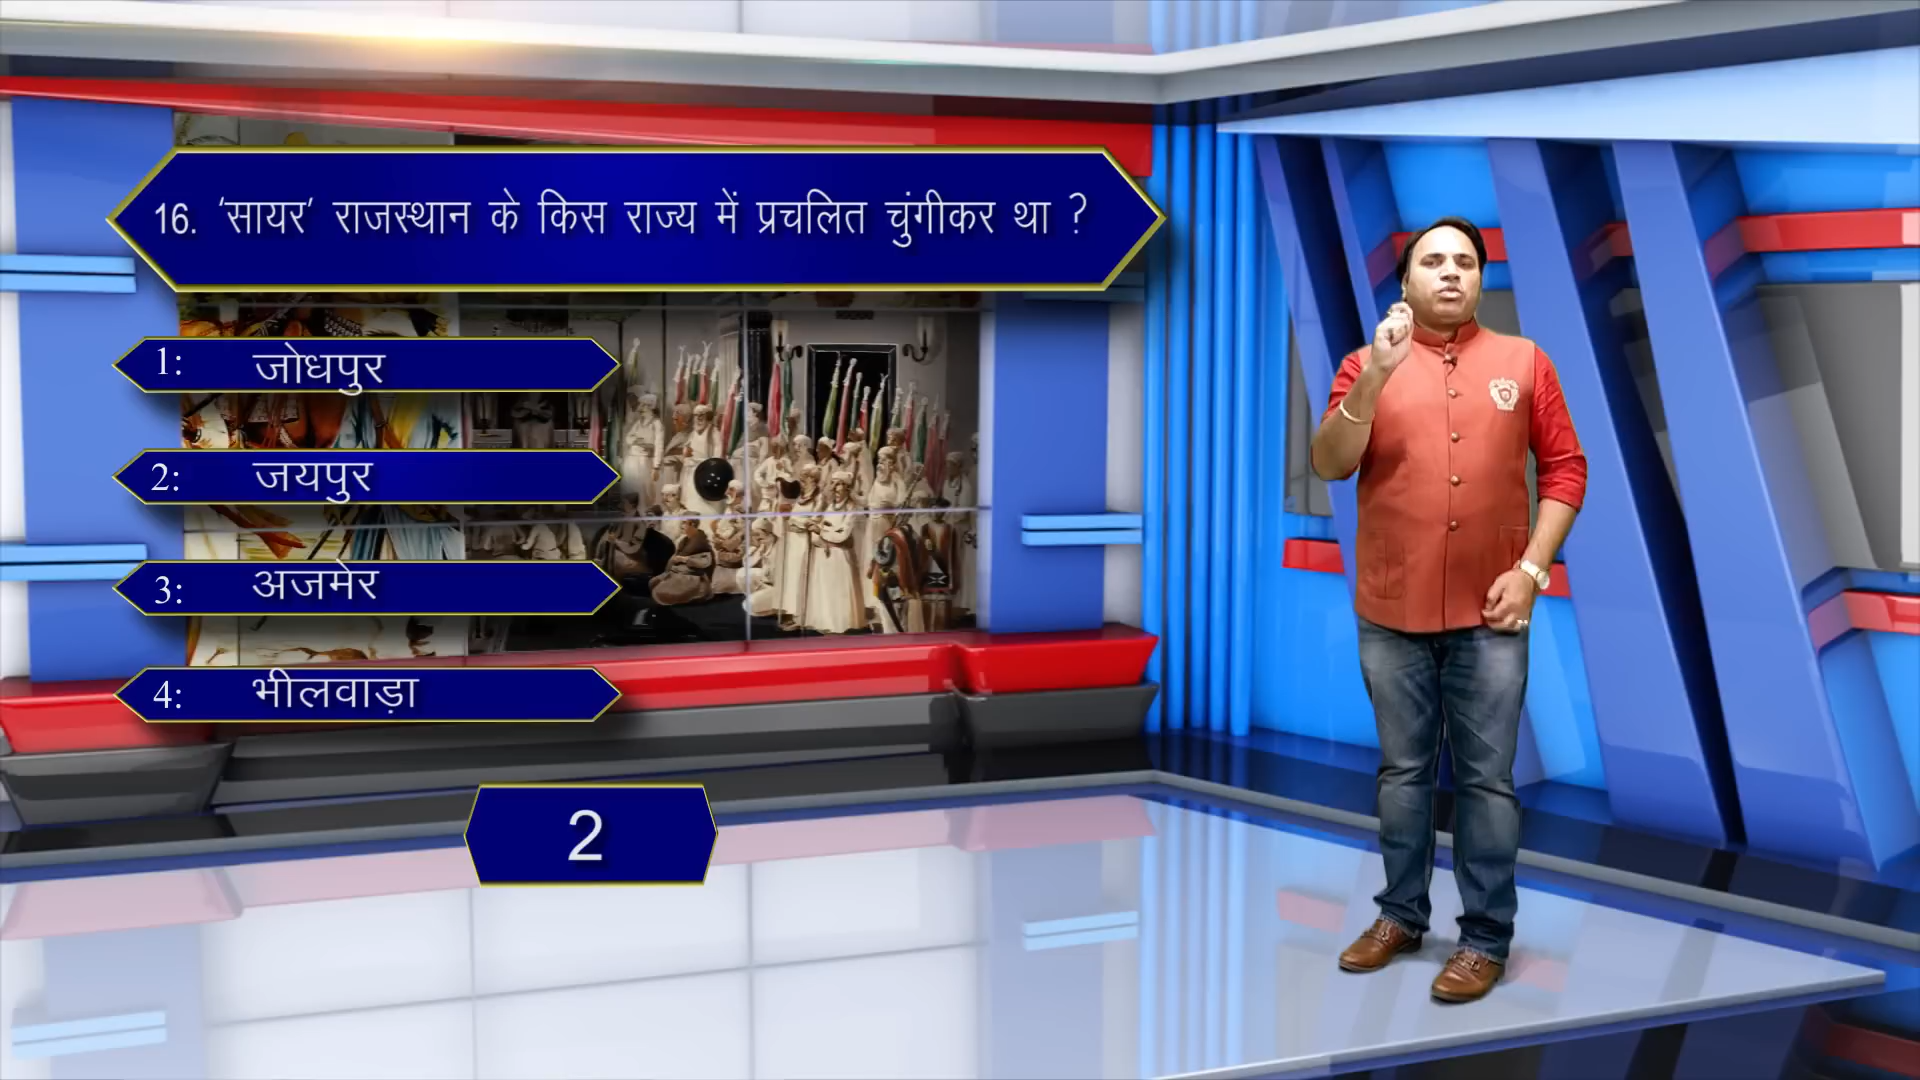 16. ‘सायर’ राजस्थान के किस राज्य में प्रचलित चुंगीकर था ?
1: जोधपुर
2: जयपुर
3: अजमेर
4: भीलवाड़ा
2